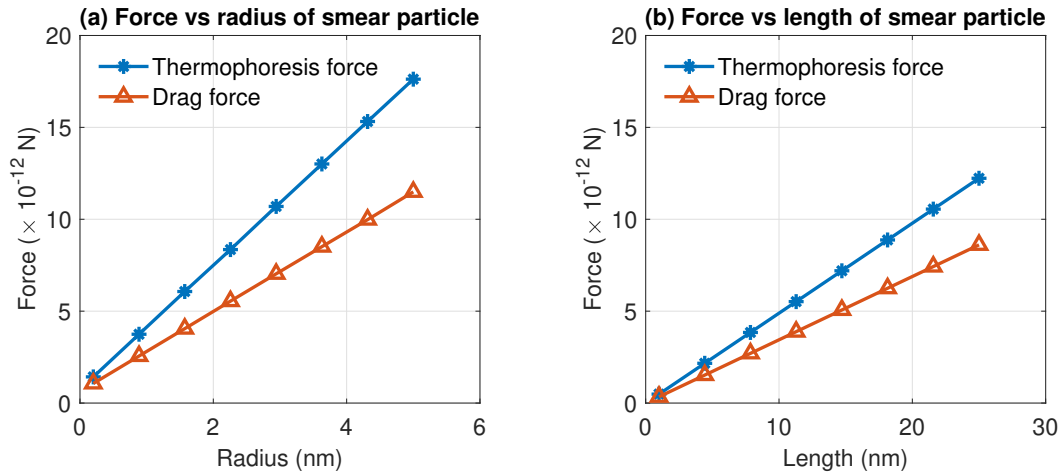 (a) Force vs radius of smear particle
20
15
10
5
0
Force (× 10^-12 N)
Thermophoresis force
Drag force
0 2 4 6
Radius (nm)
(b) Force vs length of smear particle
20
15
10
5
0
Force (× 10^-12 N)
Thermophoresis force
Drag force
0 10 20 30
Length (nm)